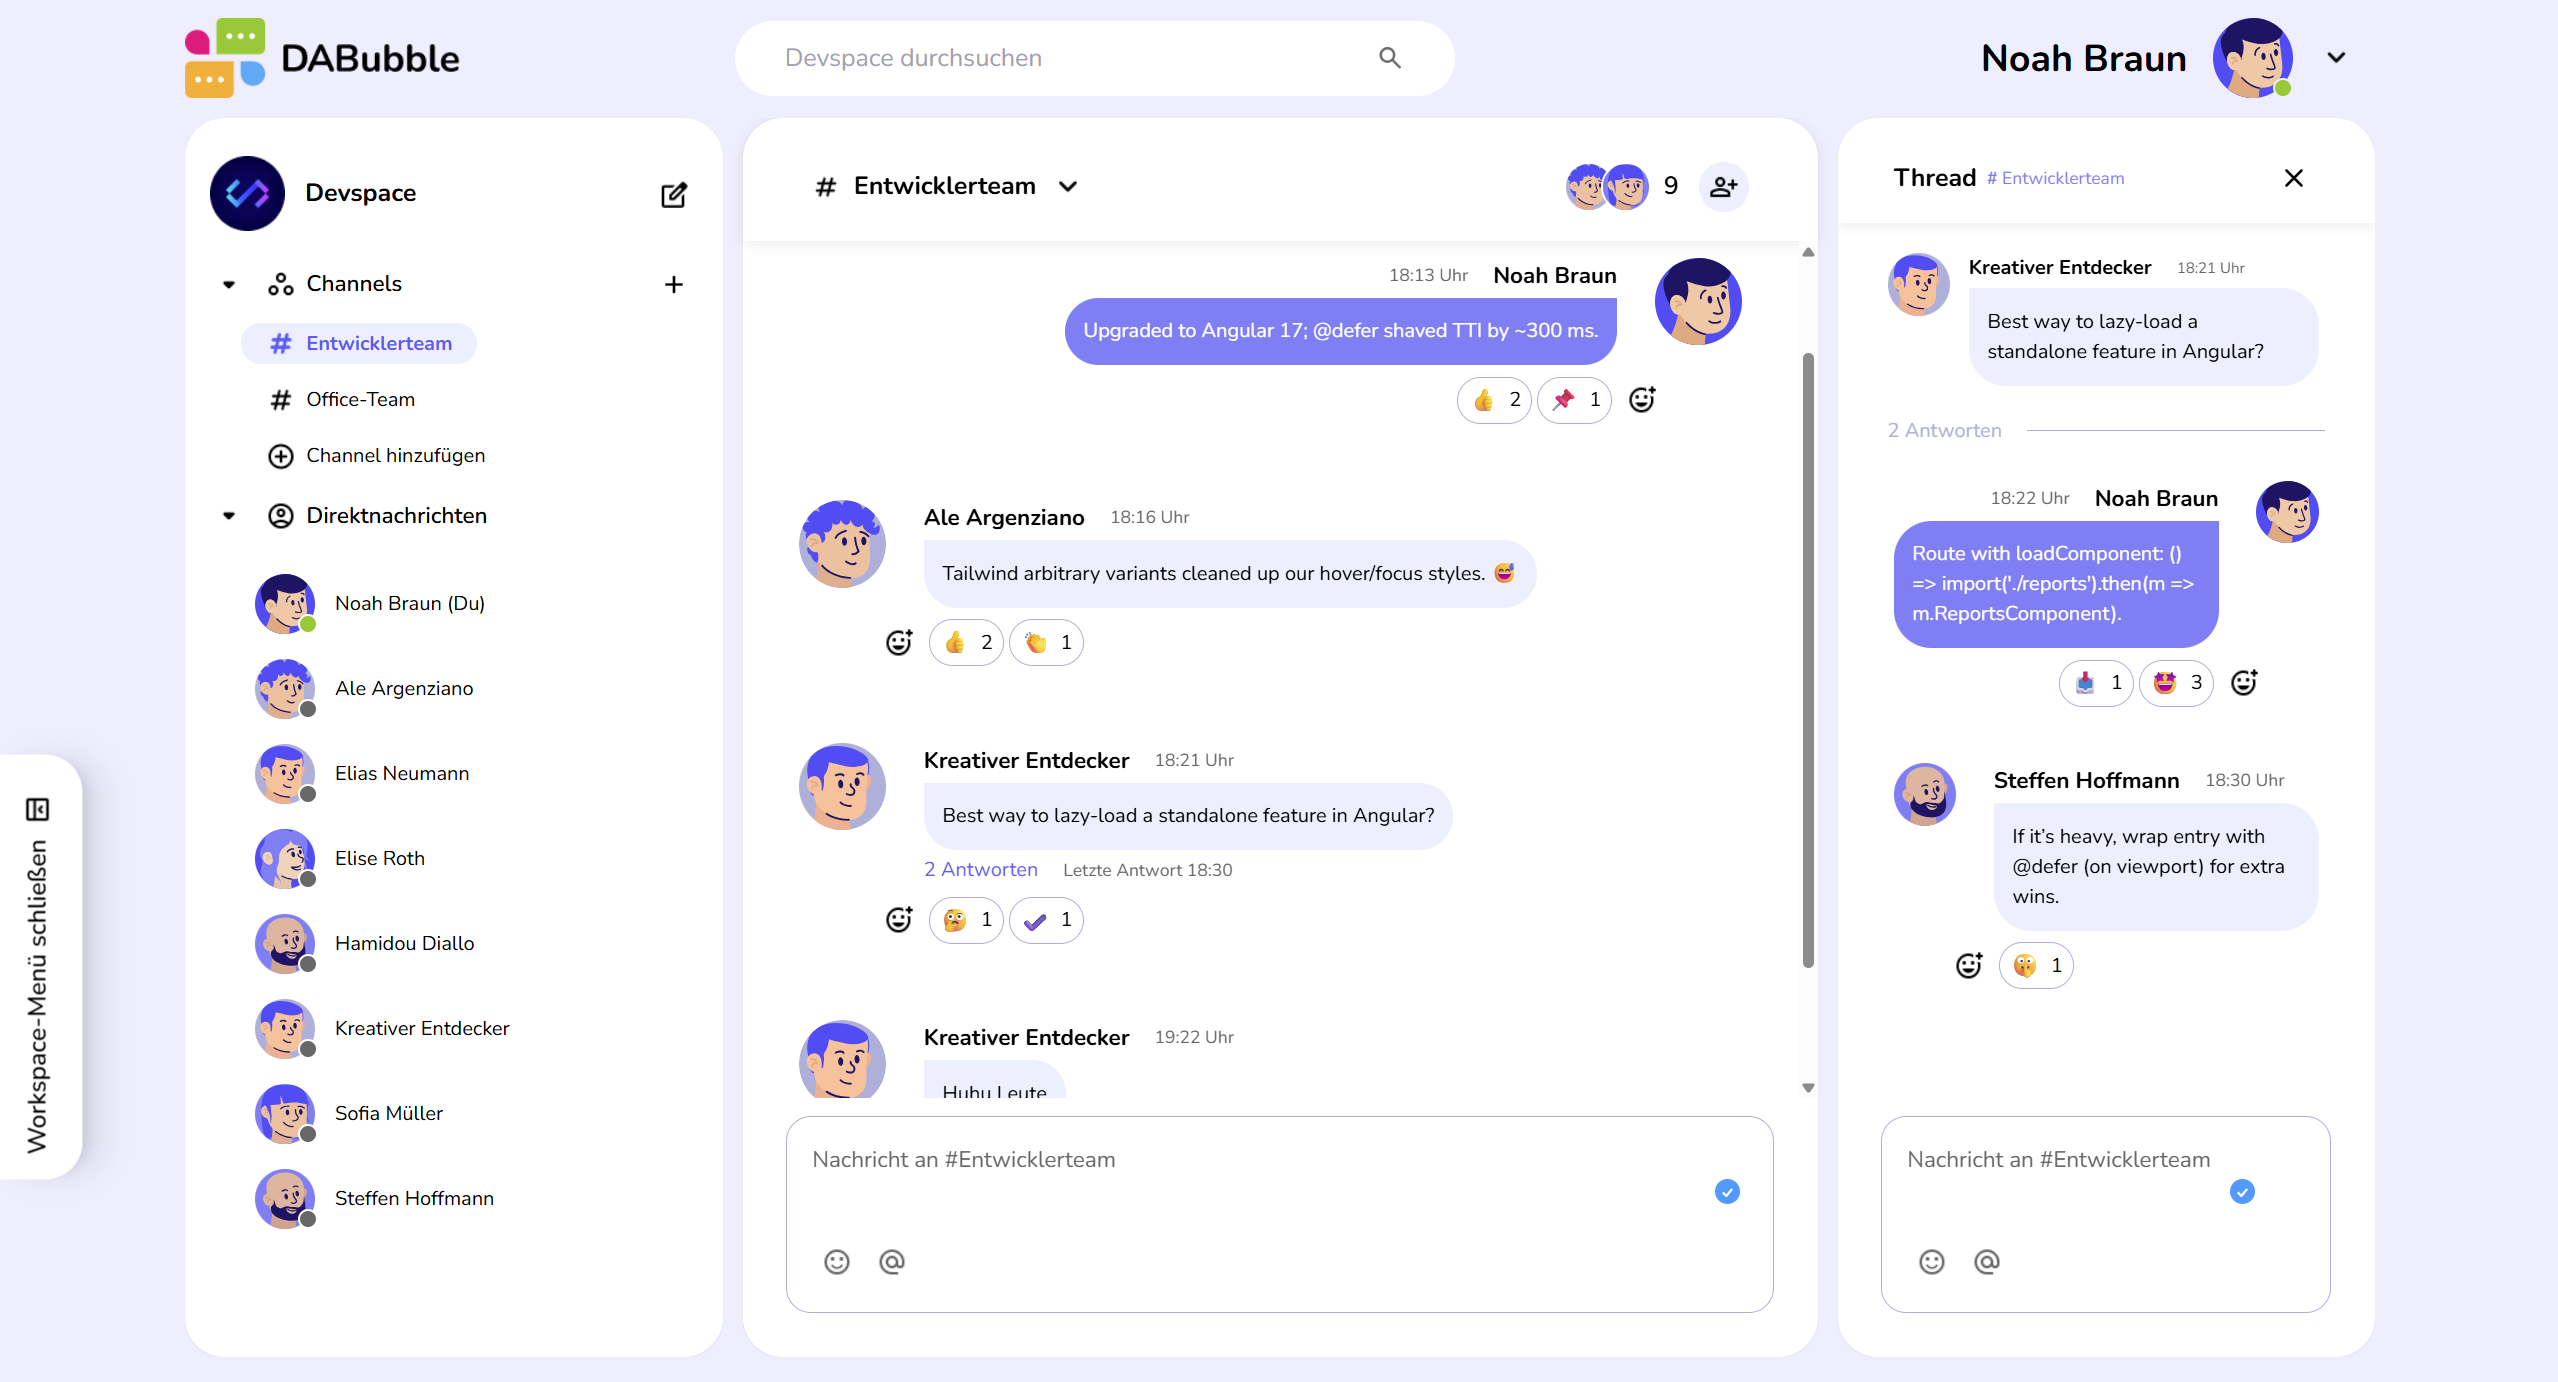 DABubble
Devspace durchsuchen
Noah Braun
Devspace
Channels
Entwicklerteam
Office-Team
Channel hinzufügen
Direktnachrichten
Noah Braun (Du)
Ale Argenziano
Elias Neumann
Elise Roth
Hamidou Diallo
Kreativer Entdecker
Sofia Müller
Steffen Hoffmann
Workspace-Menü schließen
# Entwicklerteam
9
18:13 Uhr Noah Braun
Upgraded to Angular 17; @defer shaved TTI by ~300 ms.
2 1
Ale Argenziano 18:16 Uhr
Tailwind arbitrary variants cleaned up our hover/focus styles. 😅
2 1
Kreativer Entdecker 18:21 Uhr
Best way to lazy-load a standalone feature in Angular?
2 Antworten Letzte Antwort 18:30
1 1
Kreativer Entdecker 19:22 Uhr
Huhu Leute
Nachricht an #Entwicklerteam
Thread # Entwicklerteam
Kreativer Entdecker 18:21 Uhr
Best way to lazy-load a
standalone feature in Angular?
2 Antworten
18:22 Uhr Noah Braun
Route with loadComponent: ()
=> import('./reports').then(m =>
m.ReportsComponent).
1 3
Steffen Hoffmann 18:30 Uhr
If it’s heavy, wrap entry with
@defer (on viewport) for extra
wins.
1
Nachricht an #Entwicklerteam